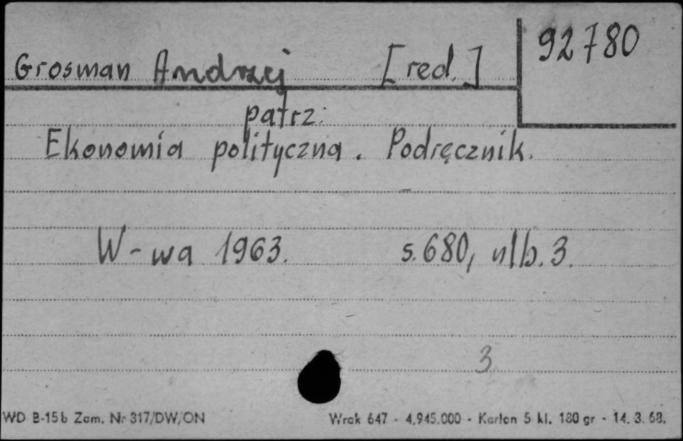 92780
Grosman Andrzej [red.]
patrz:
Ekonomia polityczna. Podręcznik.
W-wa 1963. s. 680, nlb. 3.
3
WD B-15b Zam. Nr 317/DW/ON Wrok 647 - 4.945.000 - Karton 5 kl. 180 gr - 14. 3. 68.